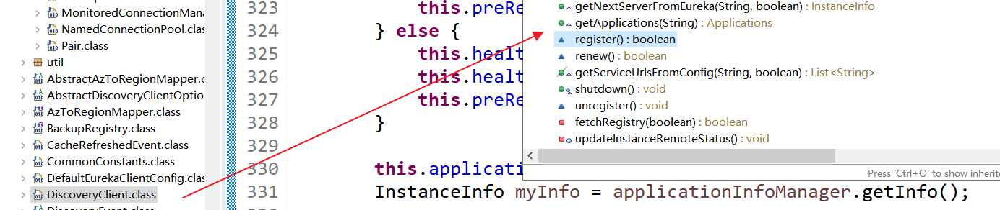 MonitoredConnectionMana
NamedConnectionPool.clas
Pair.class
util
AbstractAzToRegionMapper.c
AbstractDiscoveryClientOptio
AzToRegionMapper.class
BackupRegistry.class
CacheRefreshedEvent.class
CommonConstants.class
DefaultEurekaClientConfig.clas
DiscoveryClient.class
323 this.preRe
324 } else {
325 this.healt
326 this.healt
327 this.preRe
328 }
329
330 this.applicati
331 InstanceInfo myInfo = applicationInfoManager.getInfo();
getNextServerFromEureka(String, boolean) : InstanceInfo
getApplications(String) : Applications
register() : boolean
renew() : boolean
getServiceUrlsFromConfig(String, boolean) : List<String>
shutdown() : void
unregister() : void
fetchRegistry(boolean) : boolean
updateInstanceRemoteStatus() : void
Press 'Ctrl+O' to show inherite